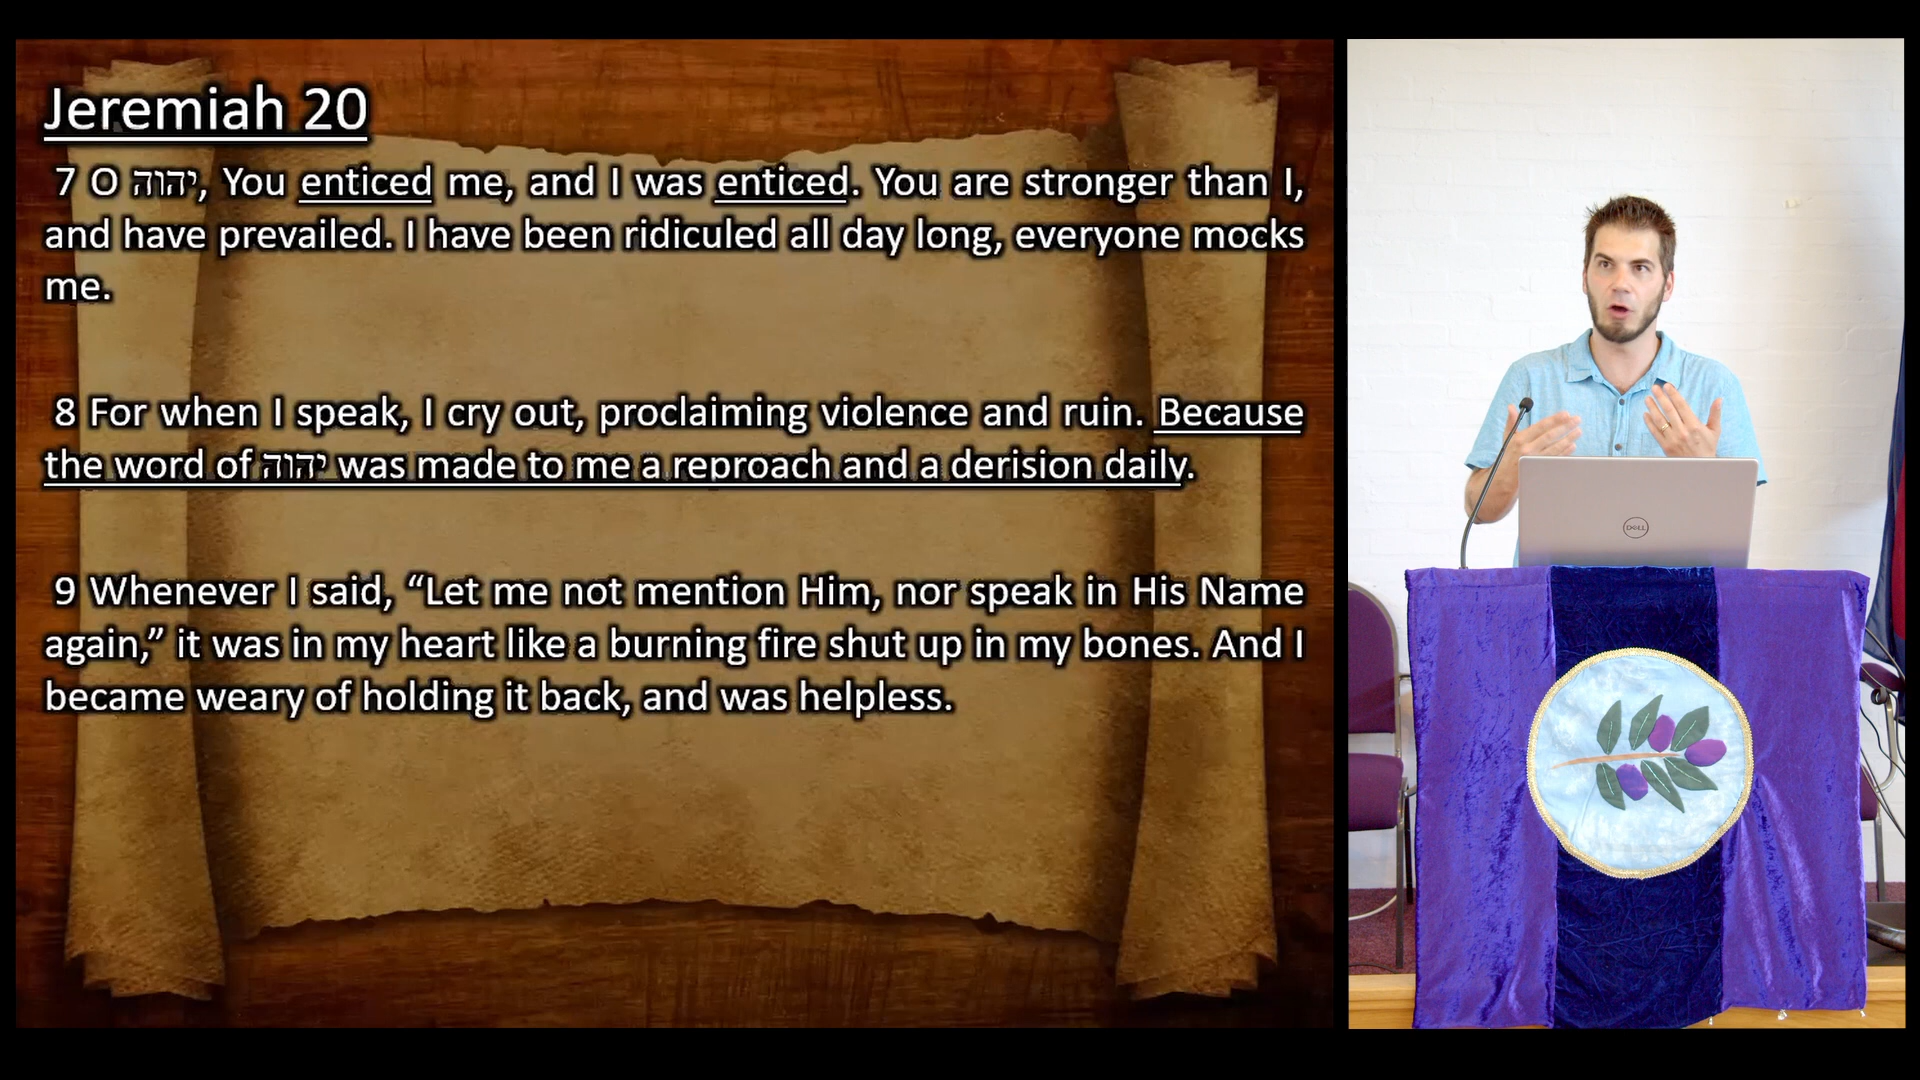 Jeremiah 20
7 O יהוה, You enticed me, and I was enticed. You are stronger than I,
and have prevailed. I have been ridiculed all day long, everyone mocks
me.
8 For when I speak, I cry out, proclaiming violence and ruin. Because
the word of יהוה was made to me a reproach and a derision daily.
9 Whenever I said, “Let me not mention Him, nor speak in His Name
again,” it was in my heart like a burning fire shut up in my bones. And I
became weary of holding it back, and was helpless.
DELL